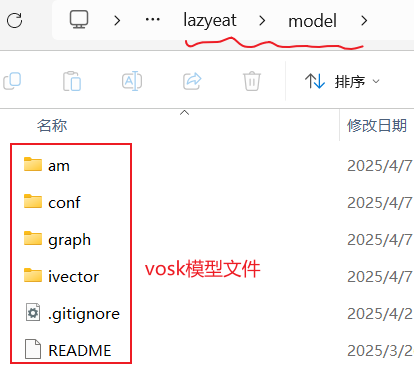 … lazyeat > model >
排序
名称 修改日期
am 2025/4/7
conf 2025/4/7
graph 2025/4/7
ivector 2025/4/7
vosk模型文件
.gitignore 2025/3/2
README 2025/3/2